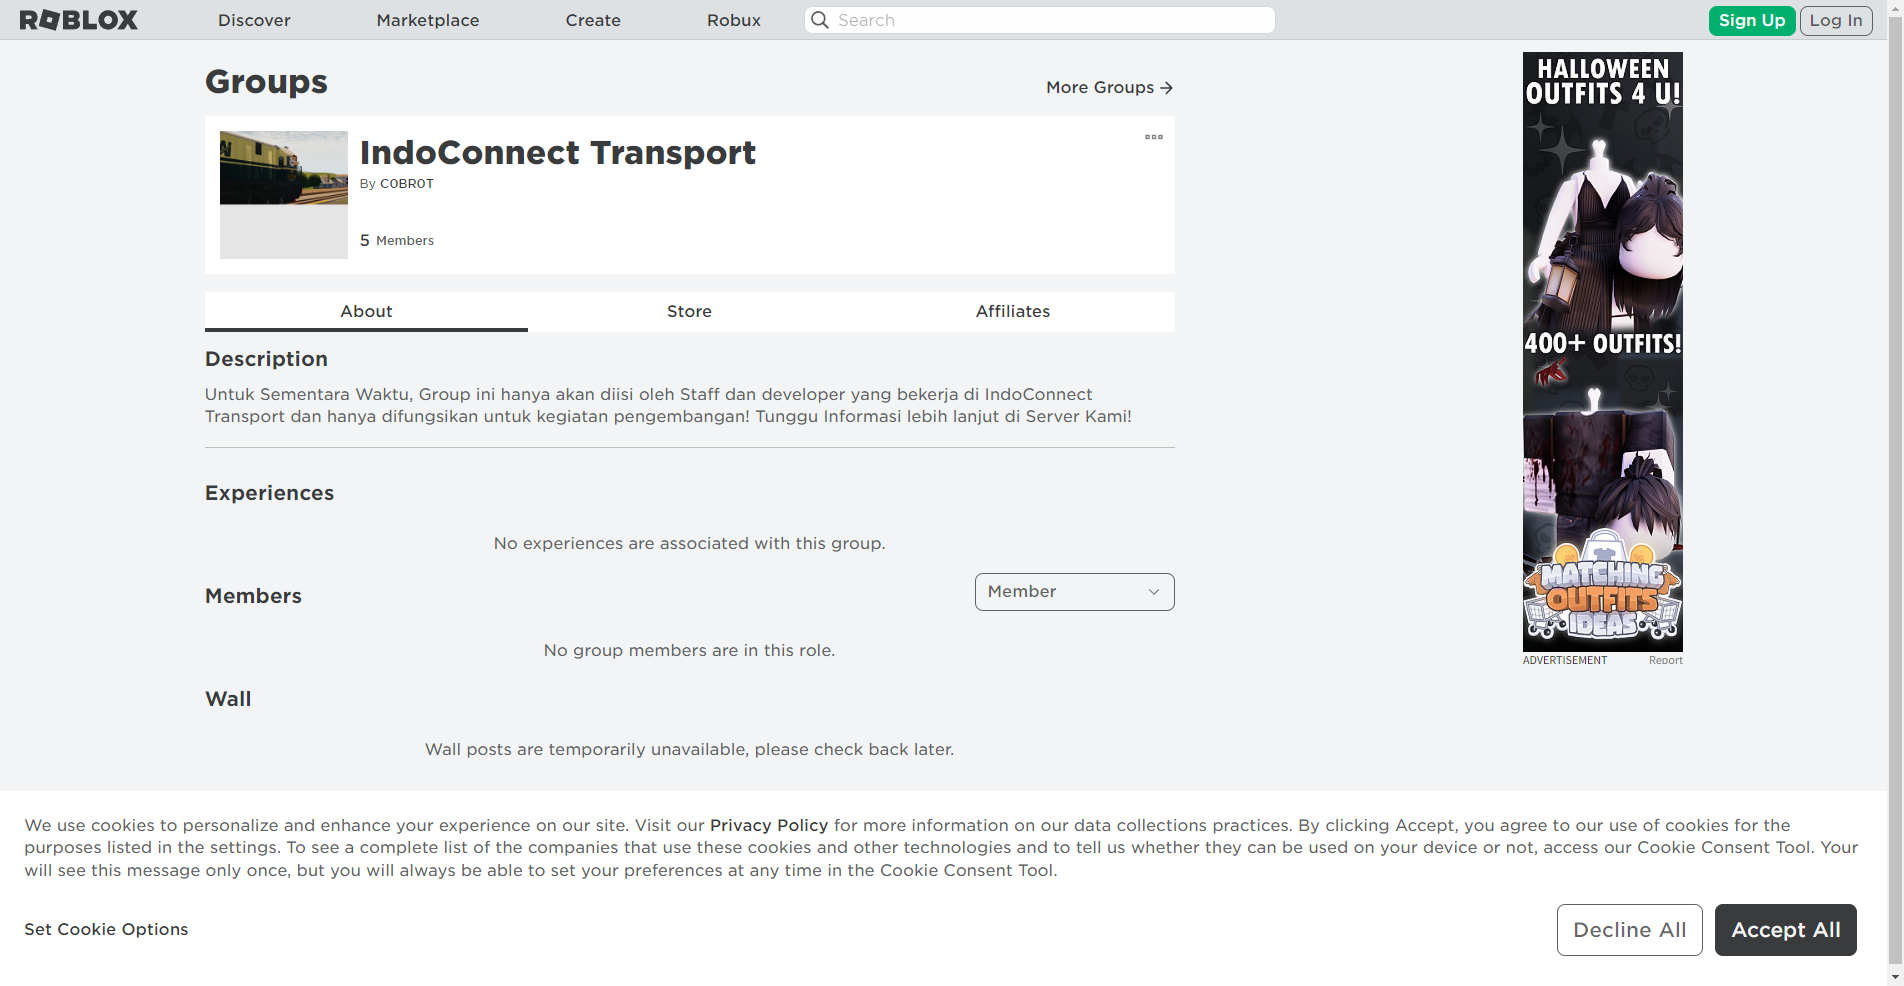 ROBLOX
Discover
Marketplace
Create
Robux
Search
Sign Up
Log In
Groups
More Groups
IndoConnect Transport
By C0BR0T
5 Members
About
Store
Affiliates
Description
Untuk Sementara Waktu, Group ini hanya akan diisi oleh Staff dan developer yang bekerja di IndoConnect
Transport dan hanya difungsikan untuk kegiatan pengembangan! Tunggu Informasi lebih lanjut di Server Kami!
Experiences
No experiences are associated with this group.
Members
Member
No group members are in this role.
Wall
Wall posts are temporarily unavailable, please check back later.
HALLOWEEN
OUTFITS 4 U!
400+ OUTFITS!
MATCHING
OUTFITS
IDEAS
ADVERTISEMENT
Report
We use cookies to personalize and enhance your experience on our site. Visit our Privacy Policy for more information on our data collections practices. By clicking Accept, you agree to our use of cookies for the
purposes listed in the settings. To see a complete list of the companies that use these cookies and other technologies and to tell us whether they can be used on your device or not, access our Cookie Consent Tool. Your
will see this message only once, but you will always be able to set your preferences at any time in the Cookie Consent Tool.
Set Cookie Options
Decline All
Accept All